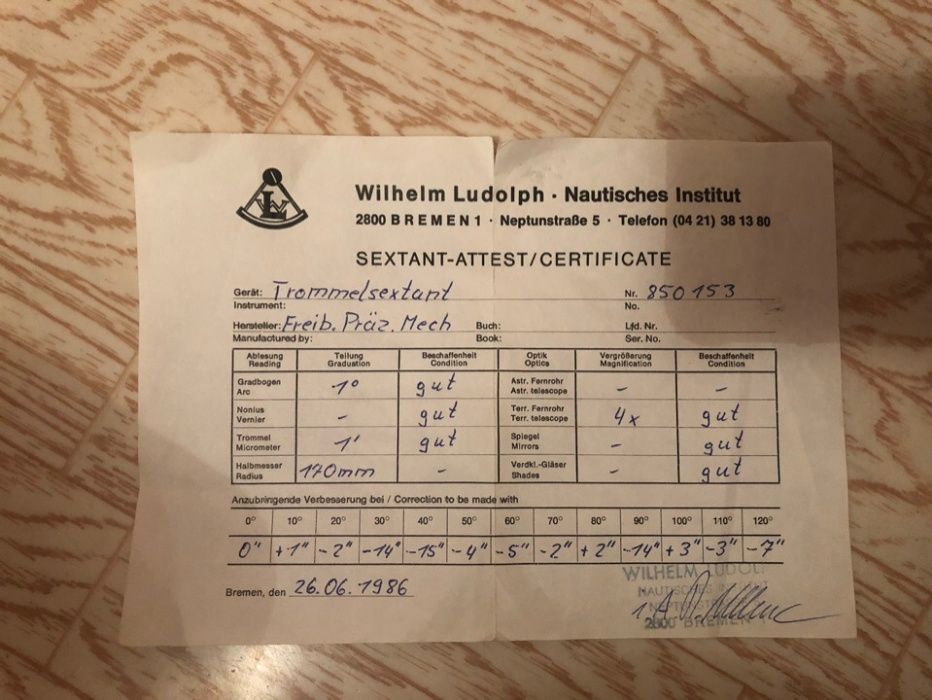 Wilhelm Ludolph · Nautisches Institut
2800 BREMEN 1 · Neptunstraße 5 · Telefon (04 21) 38 13 80
SEXTANT-ATTEST/CERTIFICATE
Gerät: Trommelsextant Nr. 850153
Instrument: No.
Hersteller: Freib. Präz. Mech Buch: Lfd. Nr.
Manufactured by: Book: Ser. No.
Ablesung Teilung Beschaffenheit Optik Vergrößerung Beschaffenheit
Reading Graduation Condition Optics Magnification Condition
Gradbogen 1° gut Astr. Fernrohr - -
Arc Astr. telescope
Nonius - gut Terr. Fernrohr 4x gut
Vernier Terr. telescope
Trommel 1' gut Spiegel - gut
Micrometer Mirrors
Halbmesser 170mm - Verdkl.-Gläser - gut
Radius Shades
Anzubringende Verbesserung bei / Correction to be made with
0° 10° 20° 30° 40° 50° 60° 70° 80° 90° 100° 110° 120°
0" +1" -2" -14" -15" -4" -5" -2" +2" -14" +3" -3" -7"
Bremen, den 26.06.1986
WILHELM LUDOLPH
NAUTISCHES INSTITUT
2800 BREMEN 1